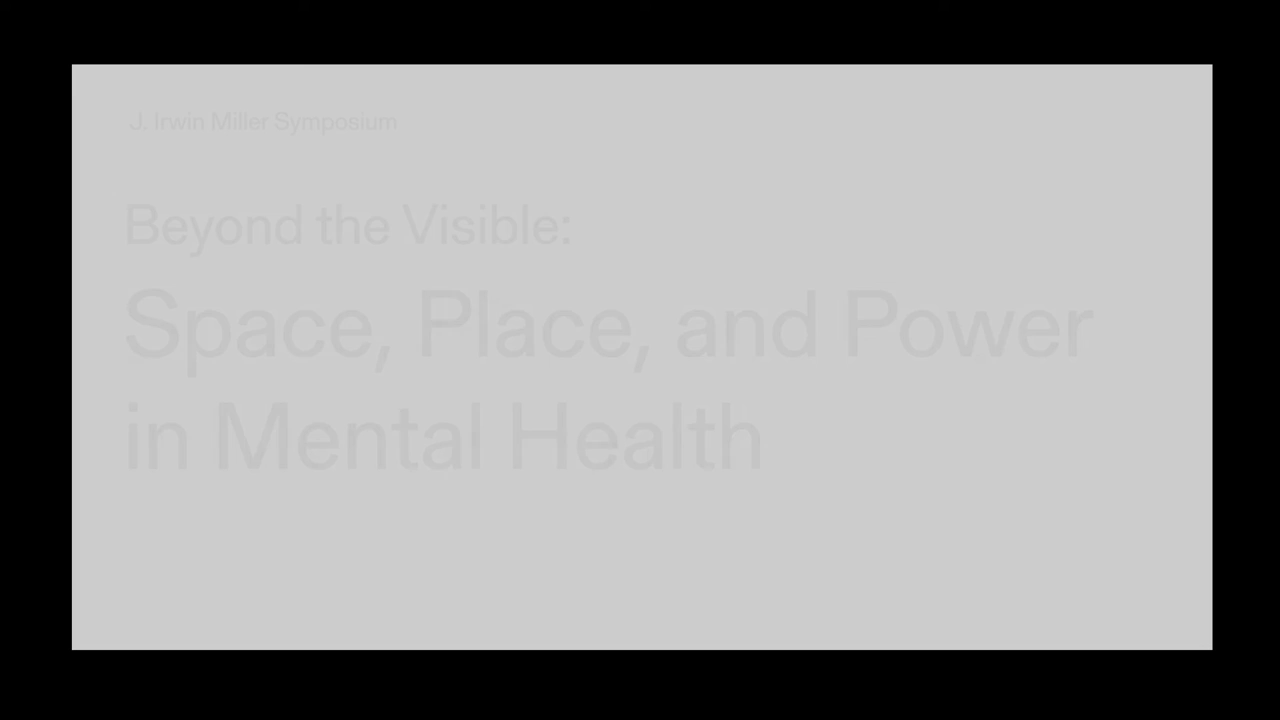 J. Irwin Miller Symposium
Beyond the Visible:
Space, Place, and Power
in Mental Health